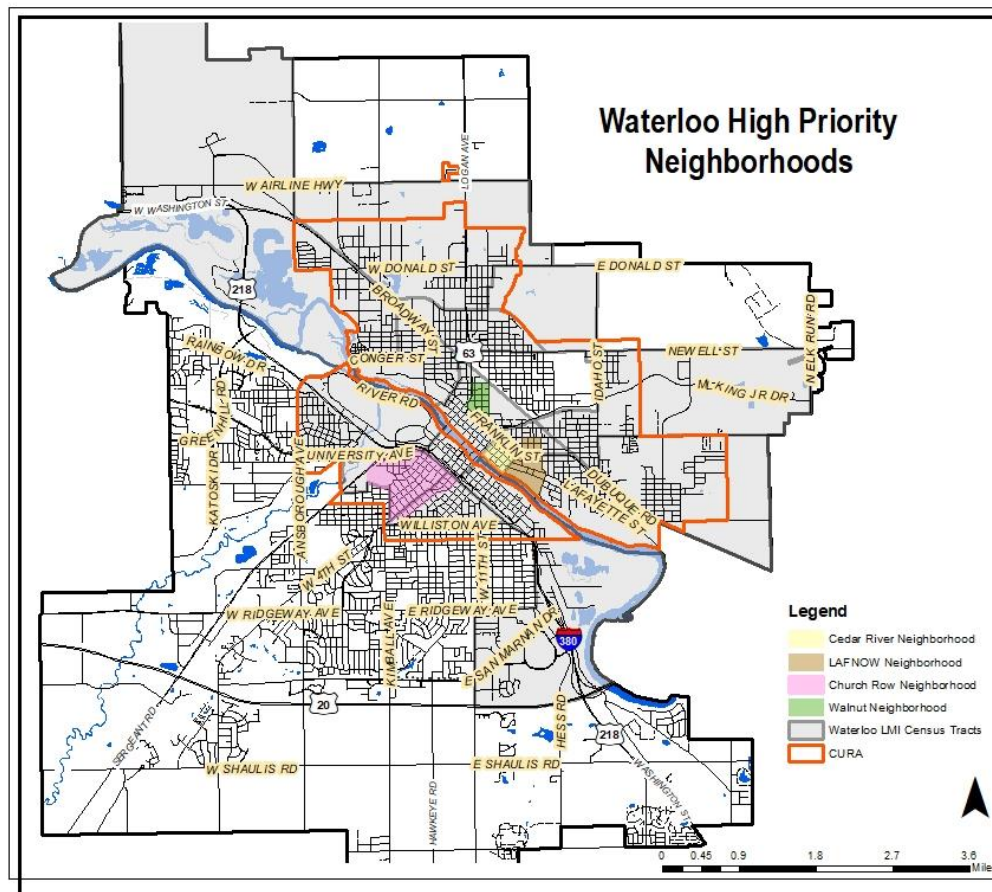 Waterloo High Priority
Neighborhoods
LOGAN AVE
W AIRLINE HWY
W WASHINGTON ST
W DONALD ST
E DONALD ST
218
BROADWAY ST
N ELK RUN RD
RAINBOW DR
CONGER ST
63
NEWELL ST
IDAHO ST
MLKING JR DR
RIVER RD
GREENHILL RD
FRANKLIN ST
UNIVERSITY AVE
KATOSKI DR
ANSBOROUGH AVE
DUBUQUE RD
LAFAYETTE ST
WILLISTON AVE
W 4TH ST
W 11TH ST
W RIDGEWAY AVE
E RIDGEWAY AVE
KIMBALL AVE
E SAN MARNAN DR
380
20
SERGEANT RD
HESS RD
218
W SHAULIS RD
E SHAULIS RD
HAWKEYE RD
WASHINGTON ST
Legend
Cedar River Neighborhood
LAFNOW Neighborhood
Church Row Neighborhood
Walnut Neighborhood
Waterloo LMI Census Tracts
CURA
0 0.45 0.9 1.8 2.7 3.6
Mile